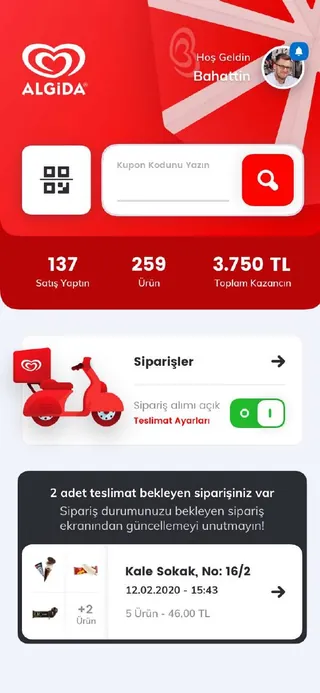 Hoş Geldin
Bahattin
ALGiDA
Kupon Kodunu Yazın
137
Satış Yaptın
259
Ürün
3.750 TL
Toplam Kazancın
Siparişler
Sipariş alımı açık
Teslimat Ayarları
2 adet teslimat bekleyen siparişiniz var
Sipariş durumunuzu bekleyen sipariş
ekranından güncellemeyi unutmayın!
Kale Sokak, No: 16/2
12.02.2020 - 15:43
+2
Ürün
5 Ürün - 46,00 TL